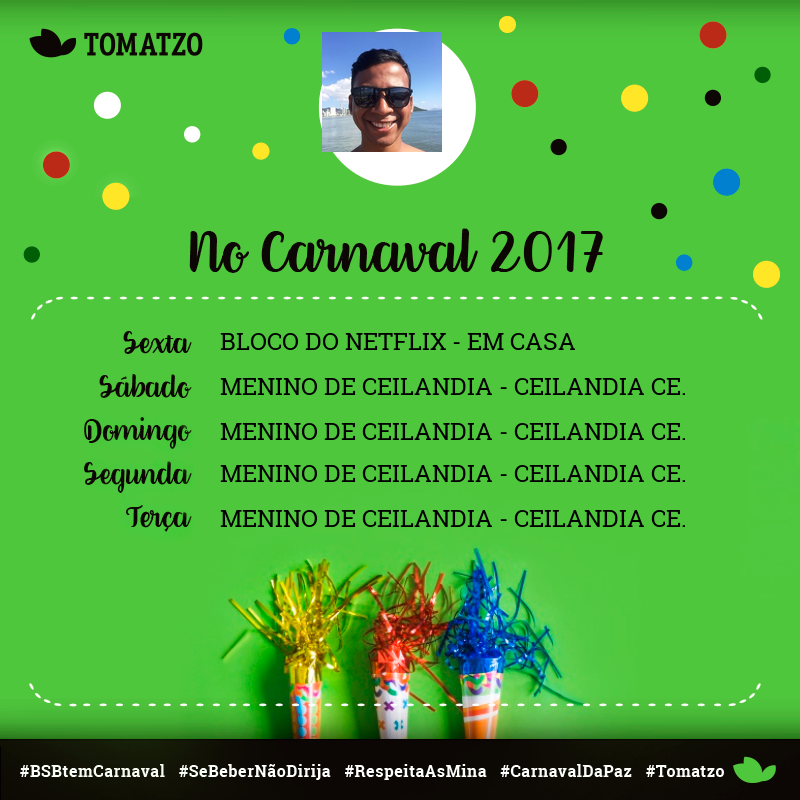 TOMATZO
No Carnaval 2017
Sexta BLOCO DO NETFLIX - EM CASA
Sábado MENINO DE CEILANDIA - CEILANDIA CE.
Domingo MENINO DE CEILANDIA - CEILANDIA CE.
Segunda MENINO DE CEILANDIA - CEILANDIA CE.
Terça MENINO DE CEILANDIA - CEILANDIA CE.
#BSBtemCarnaval #SeBeberNãoDirija #RespeitaAsMina #CarnavalDaPaz #Tomatzo